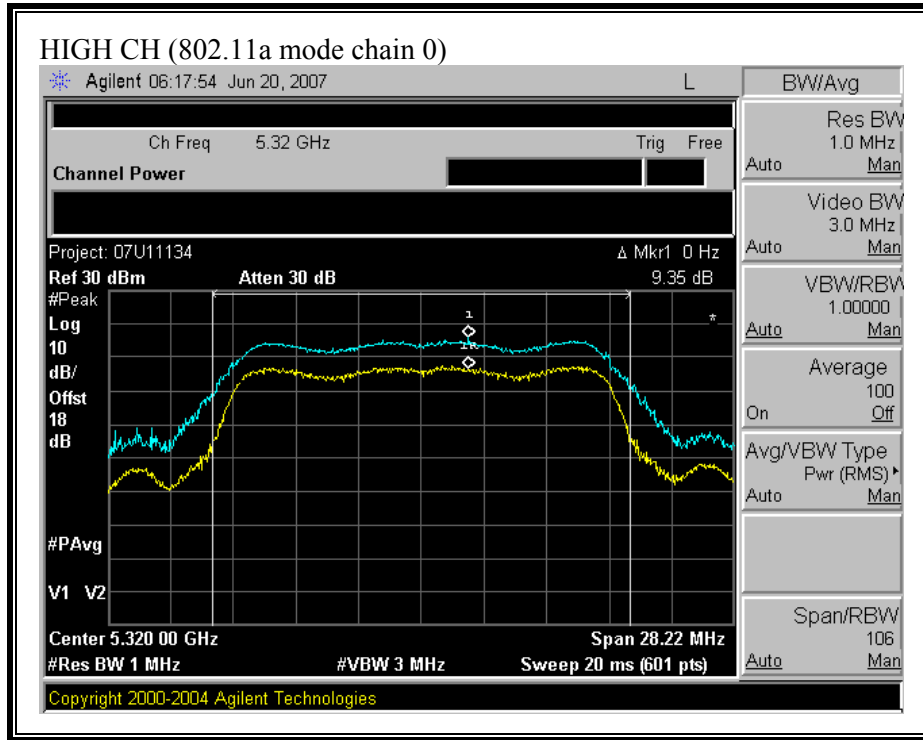 HIGH CH (802.11a mode chain 0)
Agilent 06:17:54 Jun 20, 2007 L
BW/Avg
Ch Freq 5.32 GHz Trig Free
Channel Power
Res BW
1.0 MHz
Auto Man
Video BW
3.0 MHz
Auto Man
Project: 07U11134 Δ Mkr1 0 Hz
Ref 30 dBm Atten 30 dB 9.35 dB
#Peak
Log
10
dB/
Offst
18
dB
1
1R
*
#PAvg
V1 V2
VBW/RBW
1.00000
Auto Man
Average
100
On Off
Avg/VBW Type
Pwr (RMS)
Auto Man
Span/RBW
106
Auto Man
Center 5.320 00 GHz Span 28.22 MHz
#Res BW 1 MHz #VBW 3 MHz Sweep 20 ms (601 pts)
Copyright 2000-2004 Agilent Technologies